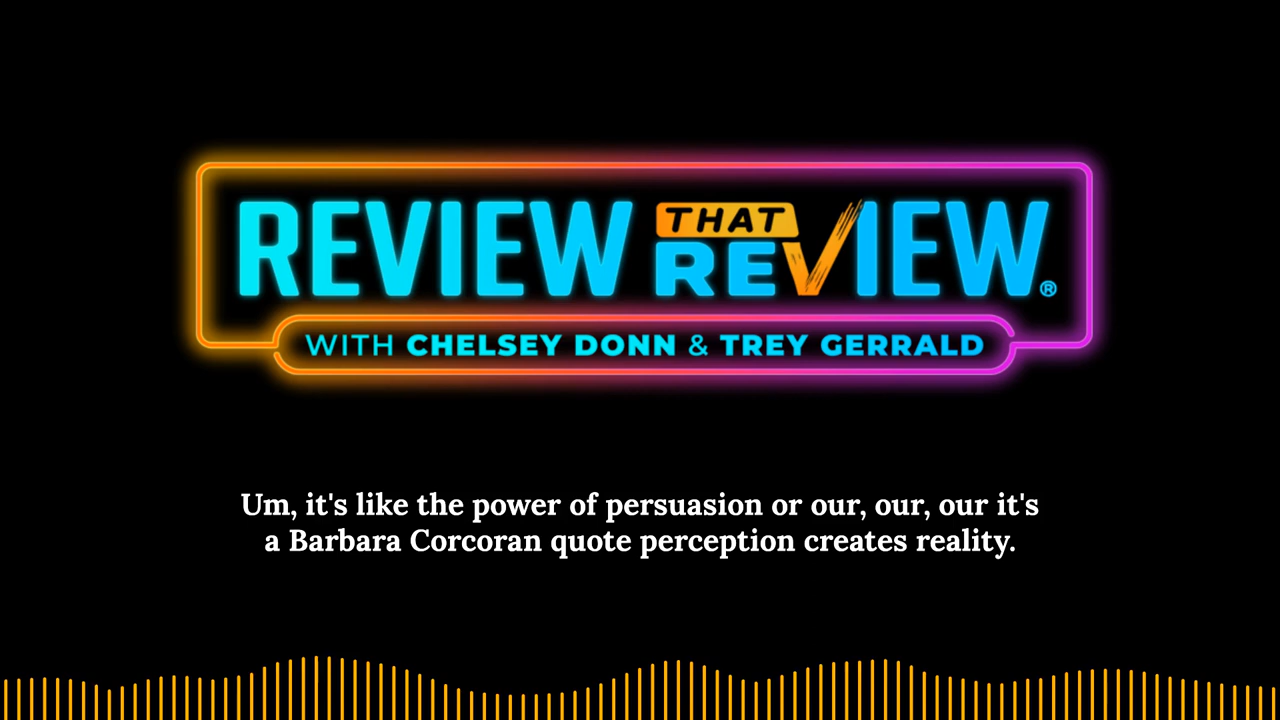 REVIEW THAT REVIEW®
WITH CHELSEY DONN & TREY GERRALD
Um, it's like the power of persuasion or our, our, our it's
a Barbara Corcoran quote perception creates reality.